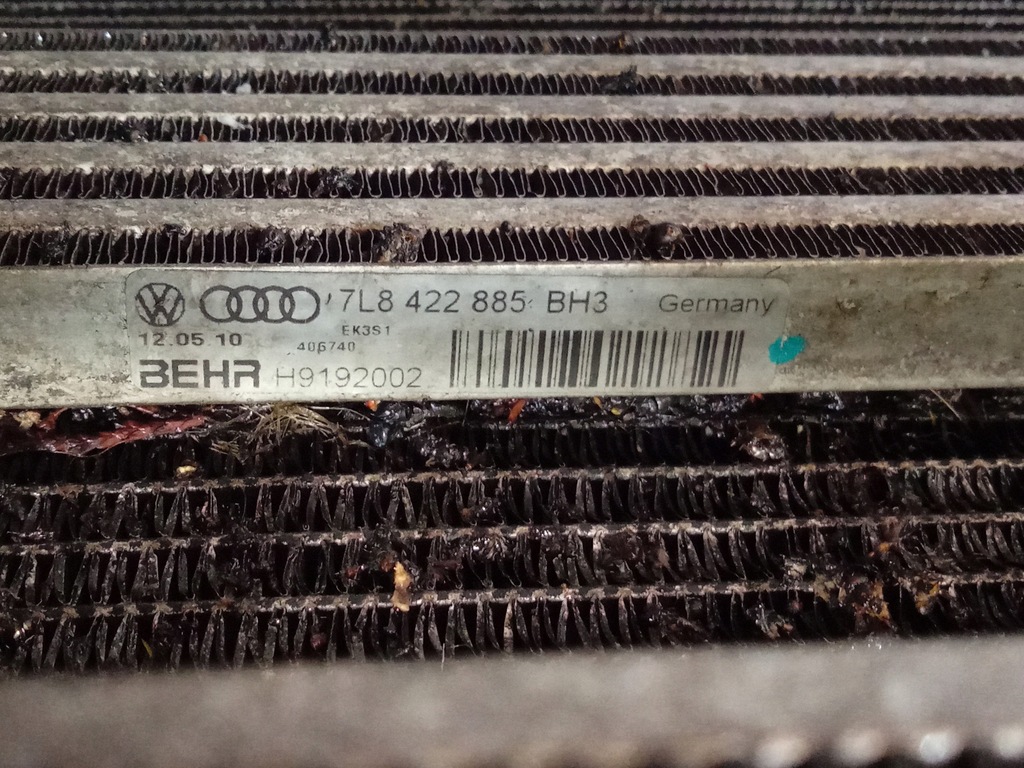 7L8 422 885 BH3 Germany
EK3S1
12.05 10 406740
BEHR H9192002